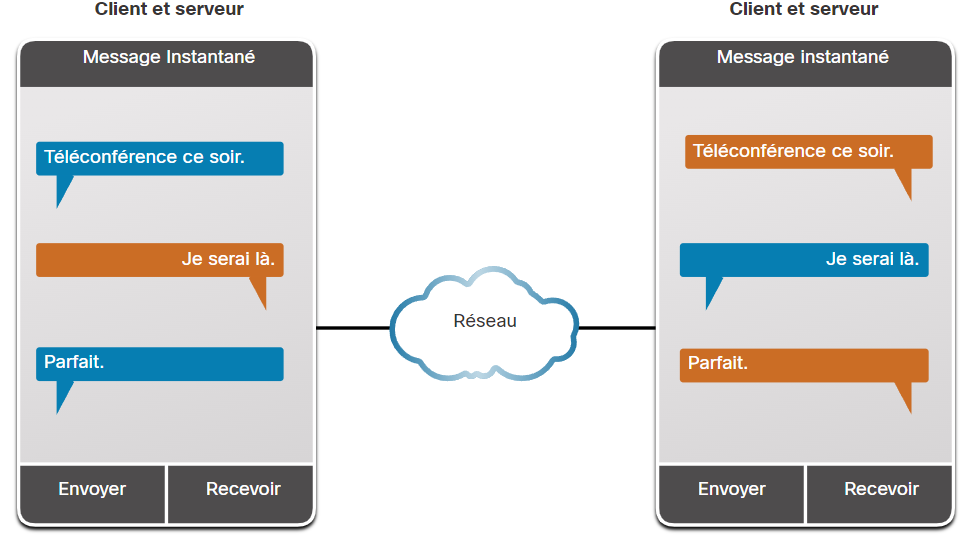 Client et serveur
Message Instantané
Téléconférence ce soir.
Je serai là.
Parfait.
Envoyer
Recevoir
Réseau
Client et serveur
Message instantané
Téléconférence ce soir.
Je serai là.
Parfait.
Envoyer
Recevoir